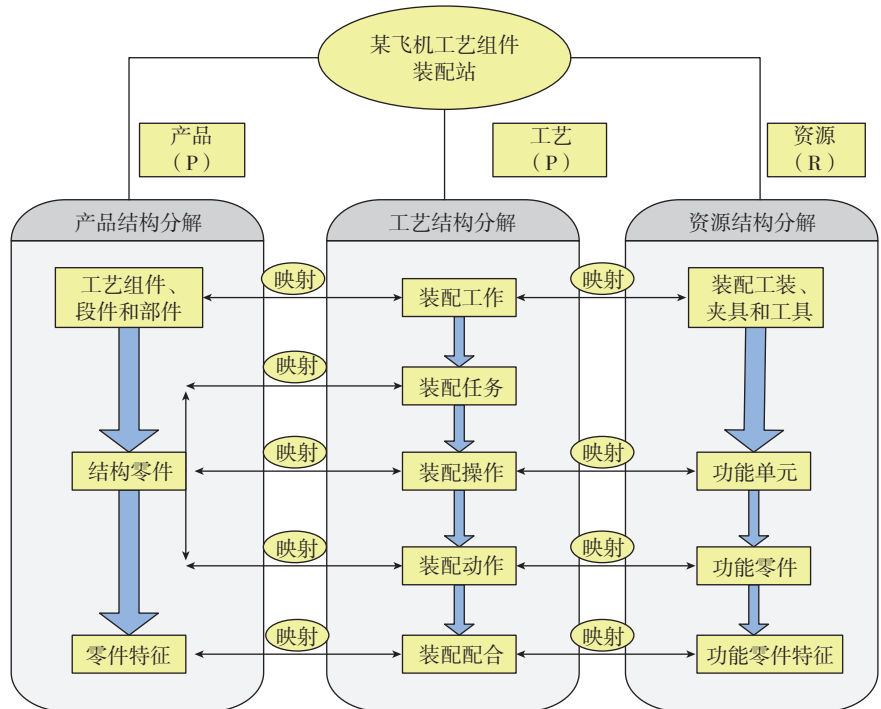 某飞机工艺组件
装配站
产品
（P）
工艺
（P）
资源
（R）
产品结构分解
工艺结构分解
资源结构分解
工艺组件、
段件和部件
映射
装配工作
映射
装配工装、
夹具和工具
映射
装配任务
结构零件
映射
装配操作
映射
功能单元
映射
装配动作
映射
功能零件
零件特征
映射
装配配合
映射
功能零件特征